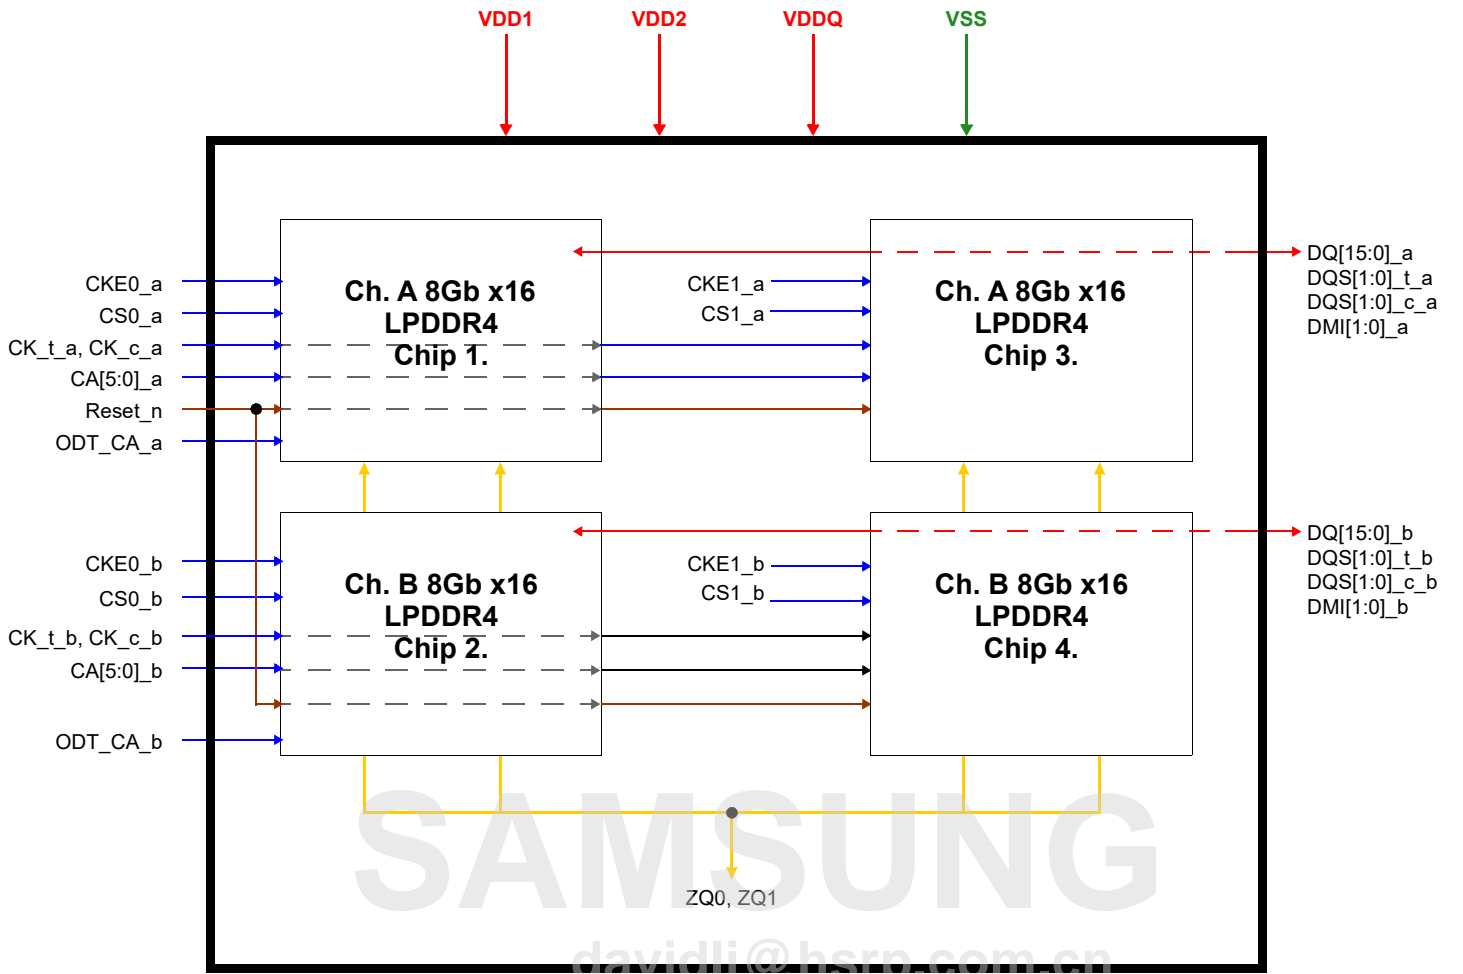 VDD1
VDD2
VDDQ
VSS
CKE0_a
CS0_a
CK_t_a, CK_c_a
CA[5:0]_a
Reset_n
ODT_CA_a
Ch. A 8Gb x16
LPDDR4
Chip 1.
CKE1_a
CS1_a
Ch. A 8Gb x16
LPDDR4
Chip 3.
DQ[15:0]_a
DQS[1:0]_t_a
DQS[1:0]_c_a
DMI[1:0]_a
CKE0_b
CS0_b
CK_t_b, CK_c_b
CA[5:0]_b
ODT_CA_b
Ch. B 8Gb x16
LPDDR4
Chip 2.
CKE1_b
CS1_b
Ch. B 8Gb x16
LPDDR4
Chip 4.
DQ[15:0]_b
DQS[1:0]_t_b
DQS[1:0]_c_b
DMI[1:0]_b
SAMSUNG
ZQ0, ZQ1
davidli@hsrp.com.cn